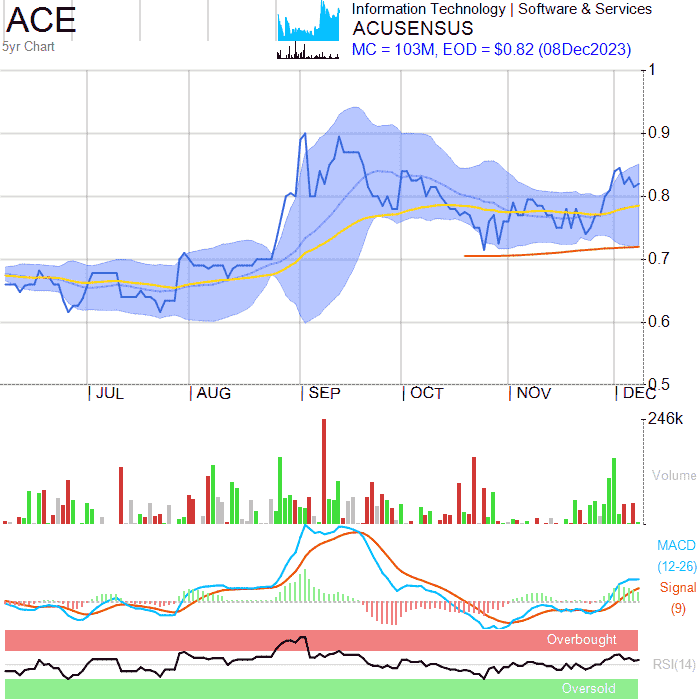 ACE
5yr Chart
Information Technology | Software & Services
ACUSENSUS
MC = 103M, EOD = $0.82 (08Dec2023)
1
0.9
0.8
0.7
0.6
0.5
JUL AUG SEP OCT NOV DEC
246k
Volume
MACD
(12-26)
Signal
(9)
Overbought
RSI(14)
Oversold